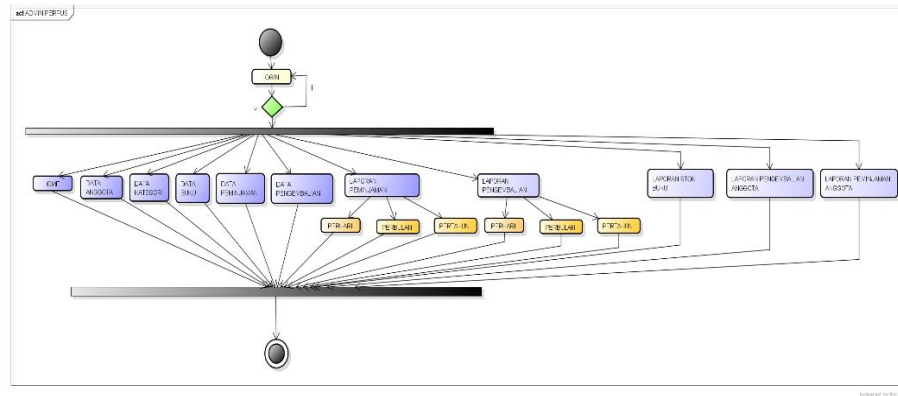 act ADMIN PERPUS
LOGIN
HOME
DATA
ANGGOTA
DATA
KATEGORI
DATA
BUKU
DATA
PEMINJAMAN
DATA
PENGEMBALIAN
LAPORAN
PEMINJAMAN
LAPORAN
PENGEMBALIAN
LAPORAN STOK
BUKU
LAPORAN PENGEMBALIAN
ANGGOTA
LAPORAN PEMINJAMAN
ANGGOTA
PERHARI
PERBULAN
PERTAHUN
PERHARI
PERBULAN
PERTAHUN